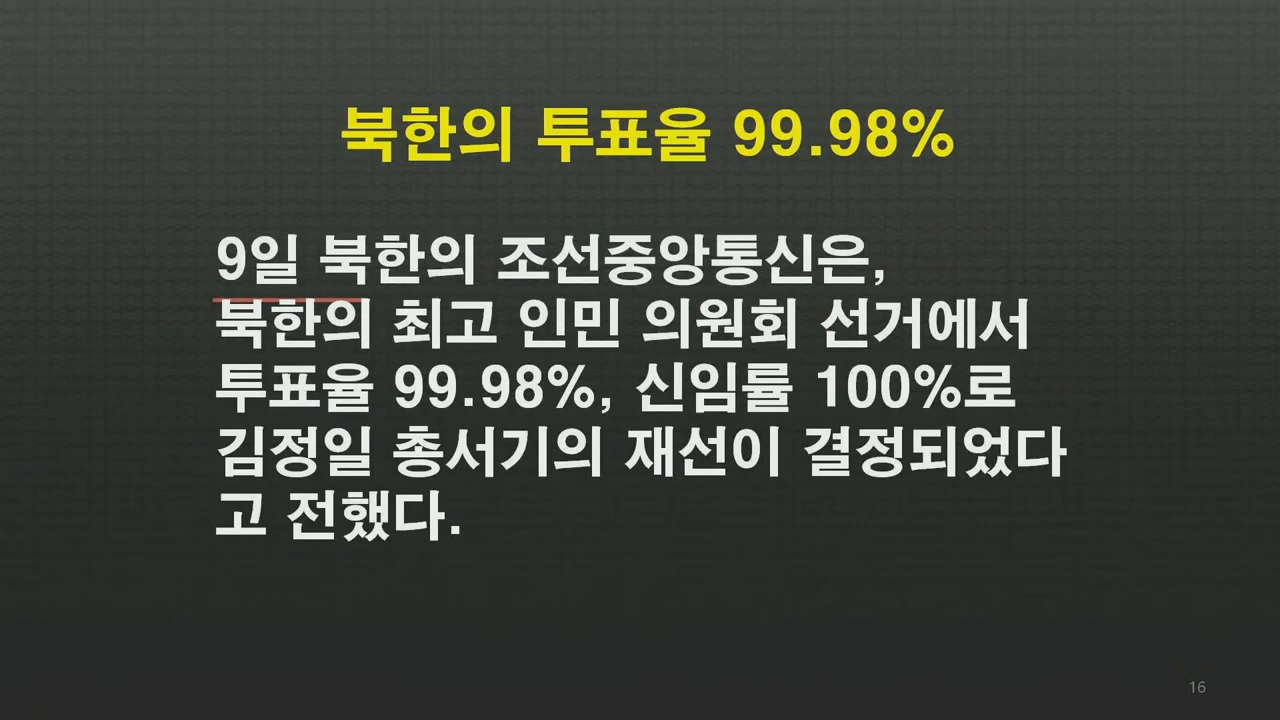 북한의 투표율 99.98%
9일 북한의 조선중앙통신은,
북한의 최고 인민 의원회 선거에서
투표율 99.98%, 신임률 100%로
김정일 총서기의 재선이 결정되었다
고 전했다.
16